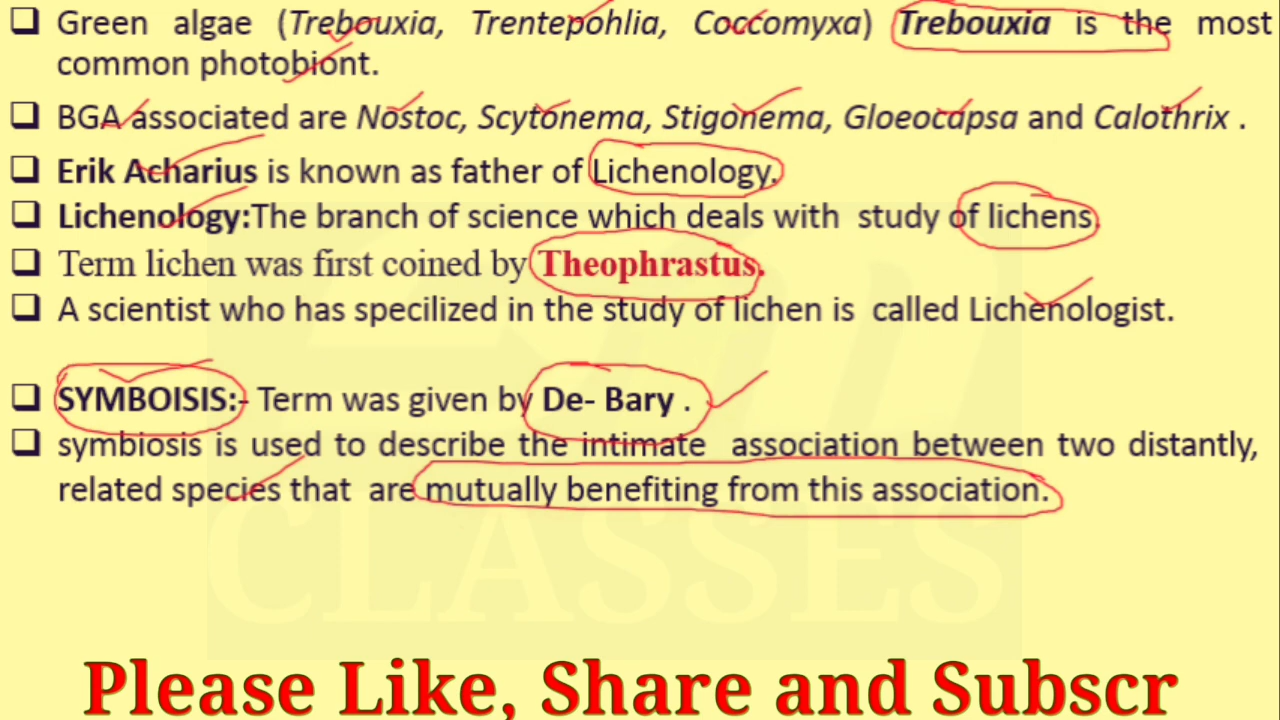 ❑ Green algae (Trebouxia, Trentepohlia, Coccomyxa) Trebouxia is the most
common photobiont.
❑ BGA associated are Nostoc, Scytonema, Stigonema, Gloeocapsa and Calothrix .
❑ Erik Acharius is known as father of Lichenology.
❑ Lichenology:The branch of science which deals with study of lichens.
❑ Term lichen was first coined by Theophrastus.
❑ A scientist who has specilized in the study of lichen is called Lichenologist.
❑ SYMBOISIS:- Term was given by De- Bary .
❑ symbiosis is used to describe the intimate association between two distantly,
related species that are mutually benefiting from this association.
CLASSES
Please Like, Share and Subscr